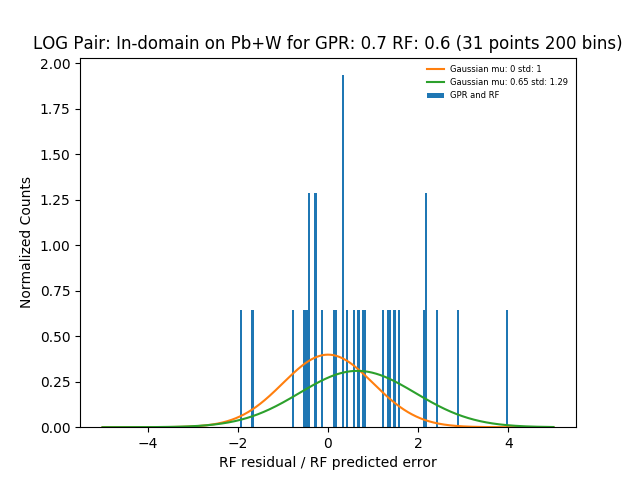 LOG Pair: In-domain on Pb+W for GPR: 0.7 RF: 0.6 (31 points 200 bins)
Gaussian mu: 0 std: 1
Gaussian mu: 0.65 std: 1.29
GPR and RF
Normalized Counts
2.00
1.75
1.50
1.25
1.00
0.75
0.50
0.25
0.00
−4
−2
0
2
4
RF residual / RF predicted error